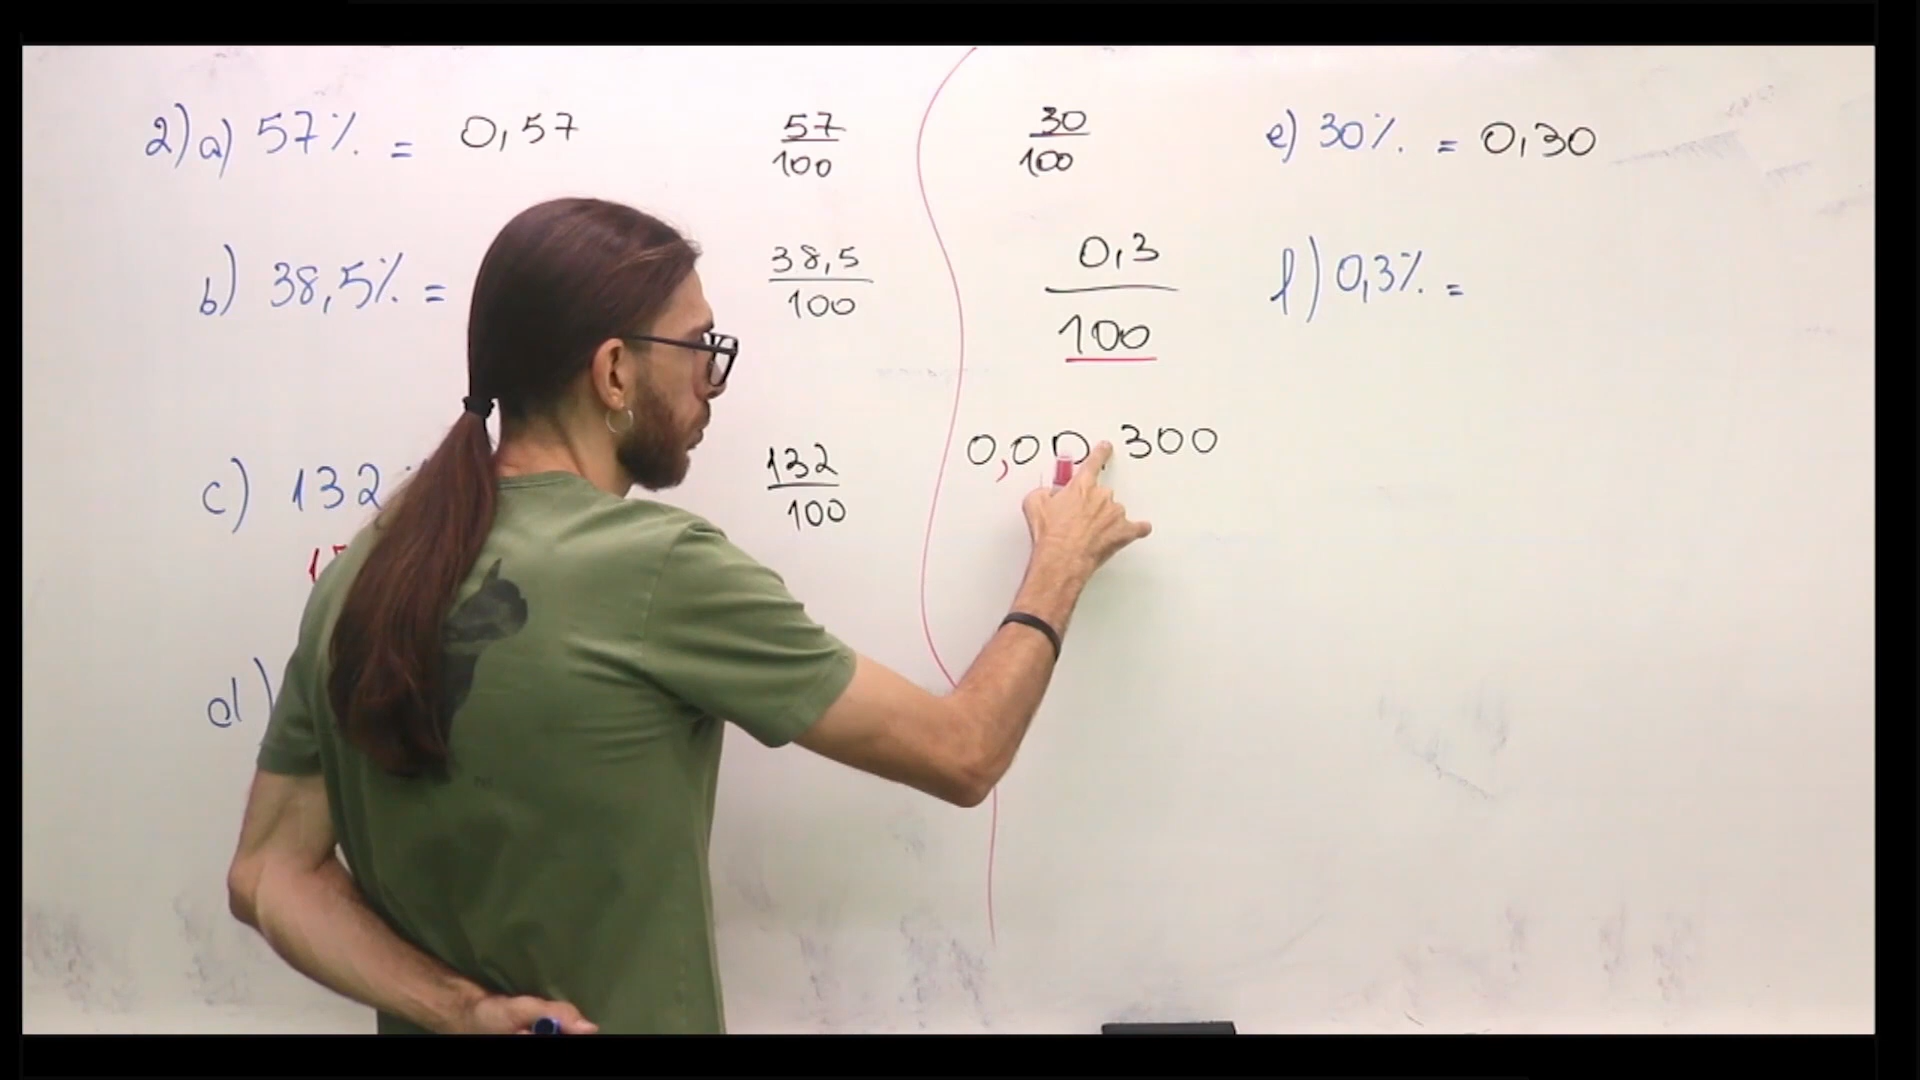 2) a) 57% = 0,57
57
100
b) 38,5% =
38,5
100
c) 132
132
100
d)
30
100
e) 30% = 0,30
0,3
100
f) 0,3% =
0,00,300